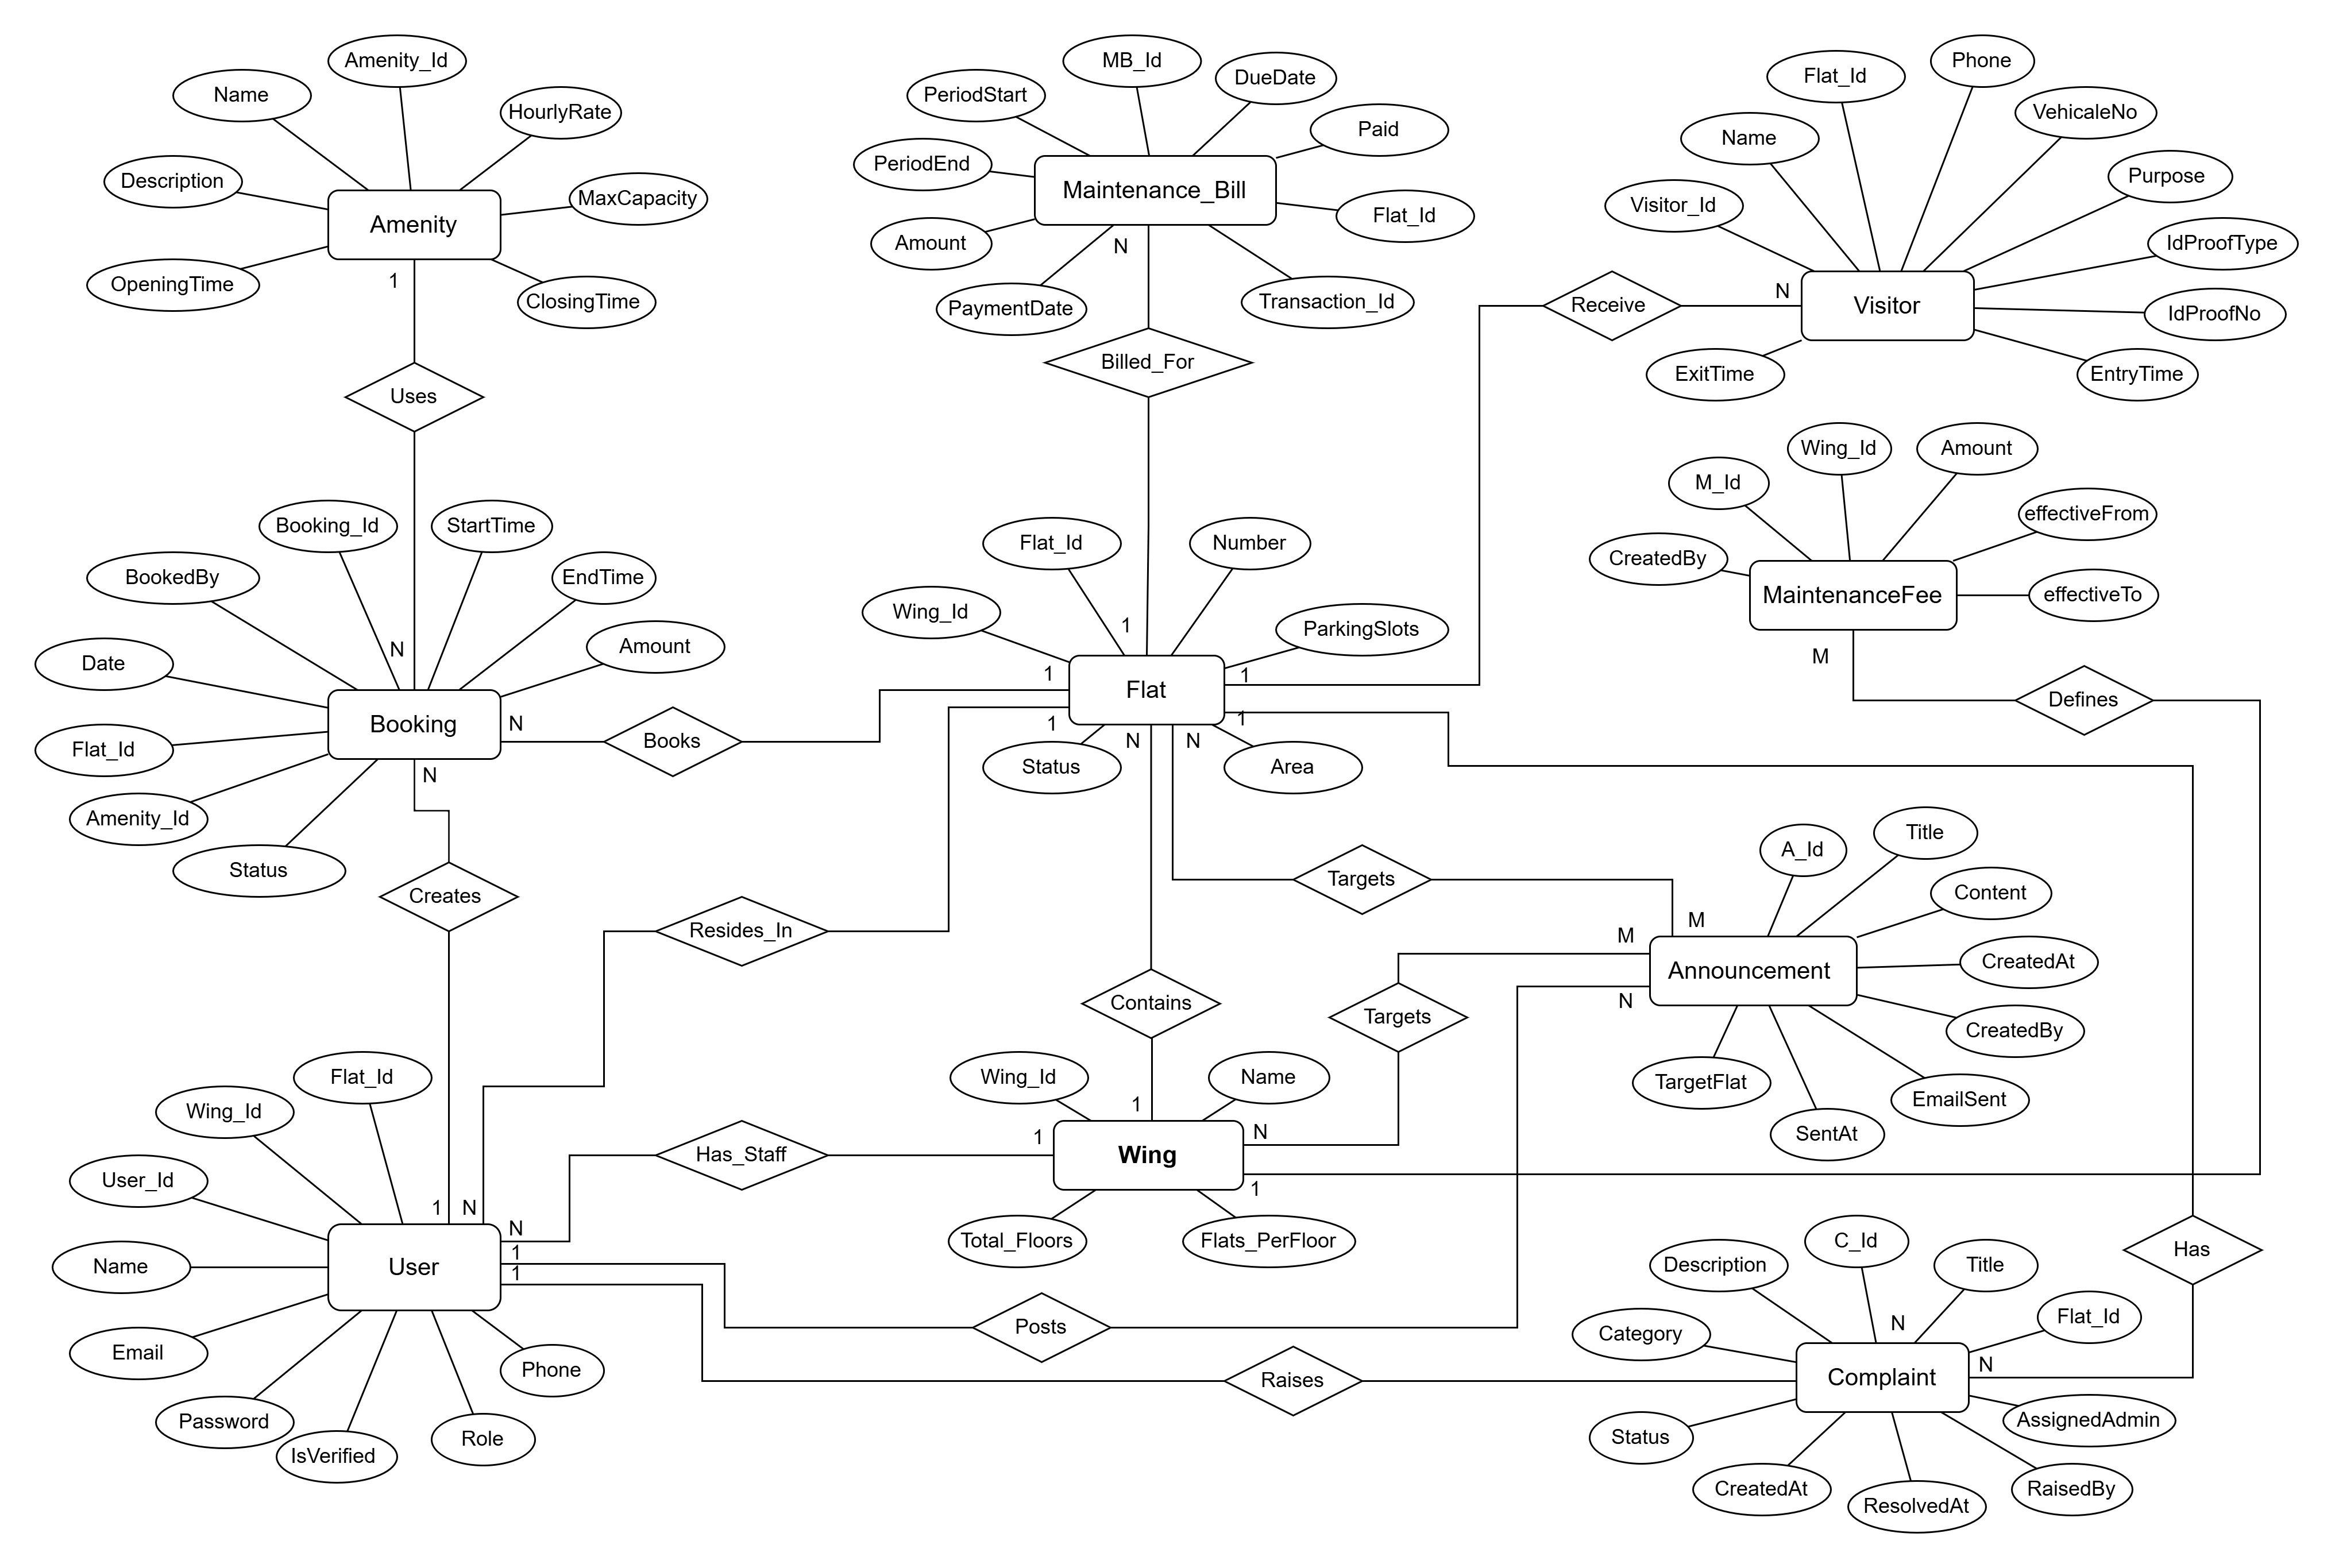 Amenity_Id
Name
HourlyRate
Description
MaxCapacity
Amenity
OpeningTime
ClosingTime
1
Uses
MB_Id
DueDate
PeriodStart
Paid
PeriodEnd
Maintenance_Bill
Flat_Id
Amount
N
PaymentDate
Transaction_Id
Billed_For
Phone
Flat_Id
VehicaleNo
Name
Purpose
Visitor_Id
IdProofType
Receive
N
Visitor
IdProofNo
ExitTime
EntryTime
Wing_Id
Amount
M_Id
effectiveFrom
CreatedBy
MaintenanceFee
effectiveTo
M
Defines
Booking_Id
StartTime
BookedBy
EndTime
N
Amount
Date
Booking
N
Flat_Id
Books
N
Amenity_Id
Status
Creates
Flat_Id
Number
Wing_Id
1
ParkingSlots
1
1
Flat
1
1
N
N
Status
Area
Targets
Resides_In
Contains
A_Id
Title
Content
M
M
Announcement
CreatedAt
N
CreatedBy
Targets
TargetFlat
EmailSent
SentAt
Wing_Id
Name
1
1
N
Wing
1
Total_Floors
Flats_PerFloor
Has_Staff
Flat_Id
Wing_Id
User_Id
1
N
N
1
1
Name
User
Email
Phone
Password
Role
IsVerified
Posts
Raises
Has
C_Id
Description
Title
N
Flat_Id
Category
N
Complaint
AssignedAdmin
Status
CreatedAt
RaisedBy
ResolvedAt